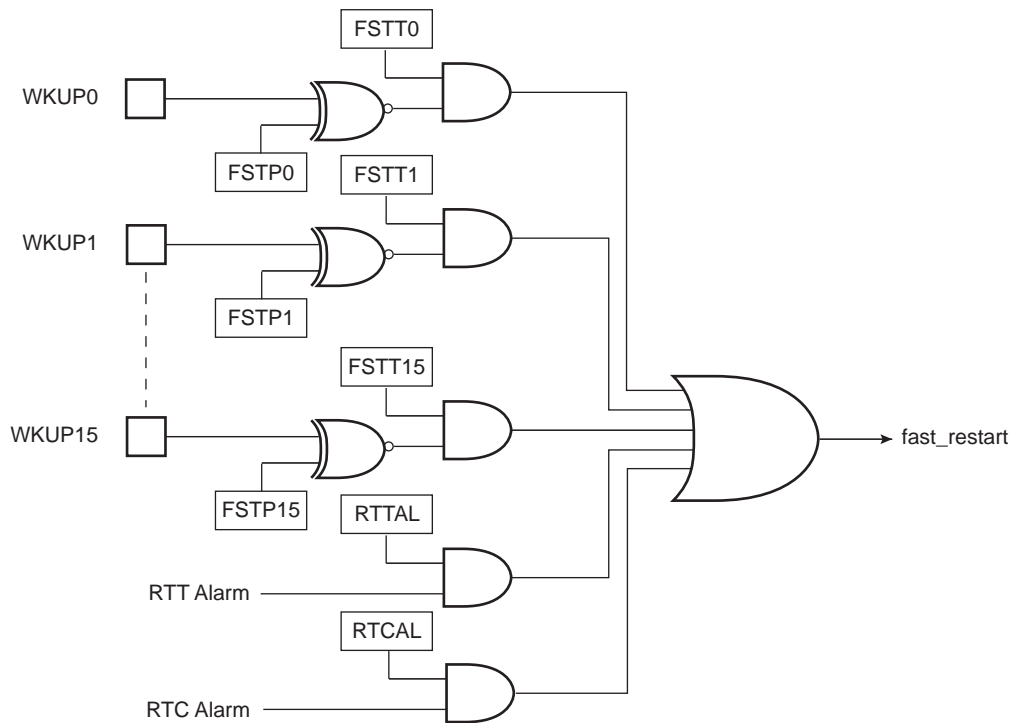 FSTT0
WKUP0
FSTP0
FSTT1
WKUP1
FSTP1
FSTT15
WKUP15
fast_restart
FSTP15
RTTAL
RTT Alarm
RTCAL
RTC Alarm